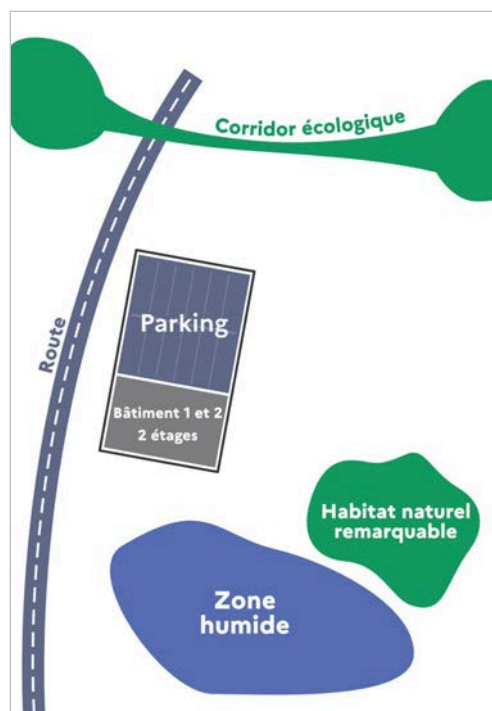 Corridor écologique
Route
Parking
Bâtiment 1 et 2
2 étages
Habitat naturel
remarquable
Zone
humide